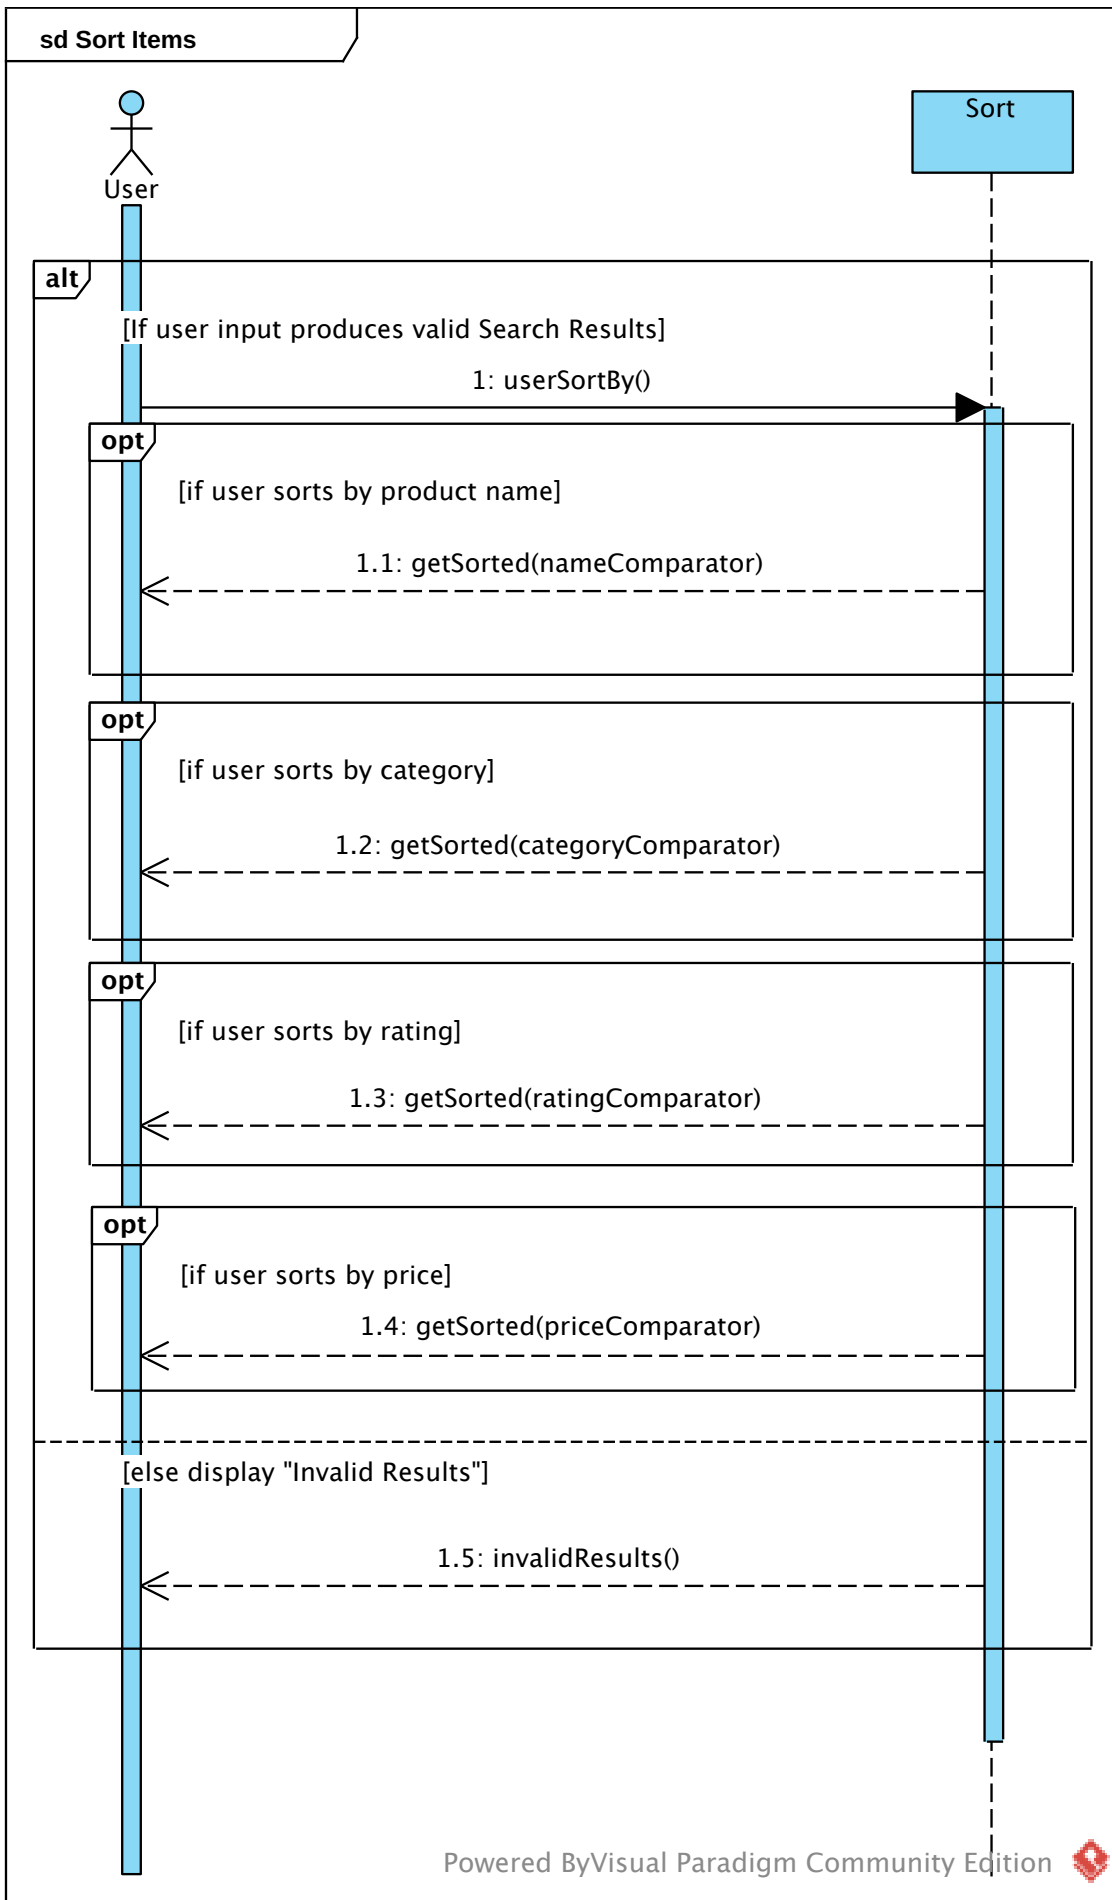 sd Sort Items
User
Sort
alt
[If user input produces valid Search Results]
1: userSortBy()
opt
[if user sorts by product name]
1.1: getSorted(nameComparator)
opt
[if user sorts by category]
1.2: getSorted(categoryComparator)
opt
[if user sorts by rating]
1.3: getSorted(ratingComparator)
opt
[if user sorts by price]
1.4: getSorted(priceComparator)
[else display "Invalid Results"]
1.5: invalidResults()
Powered ByVisual Paradigm Community Edition